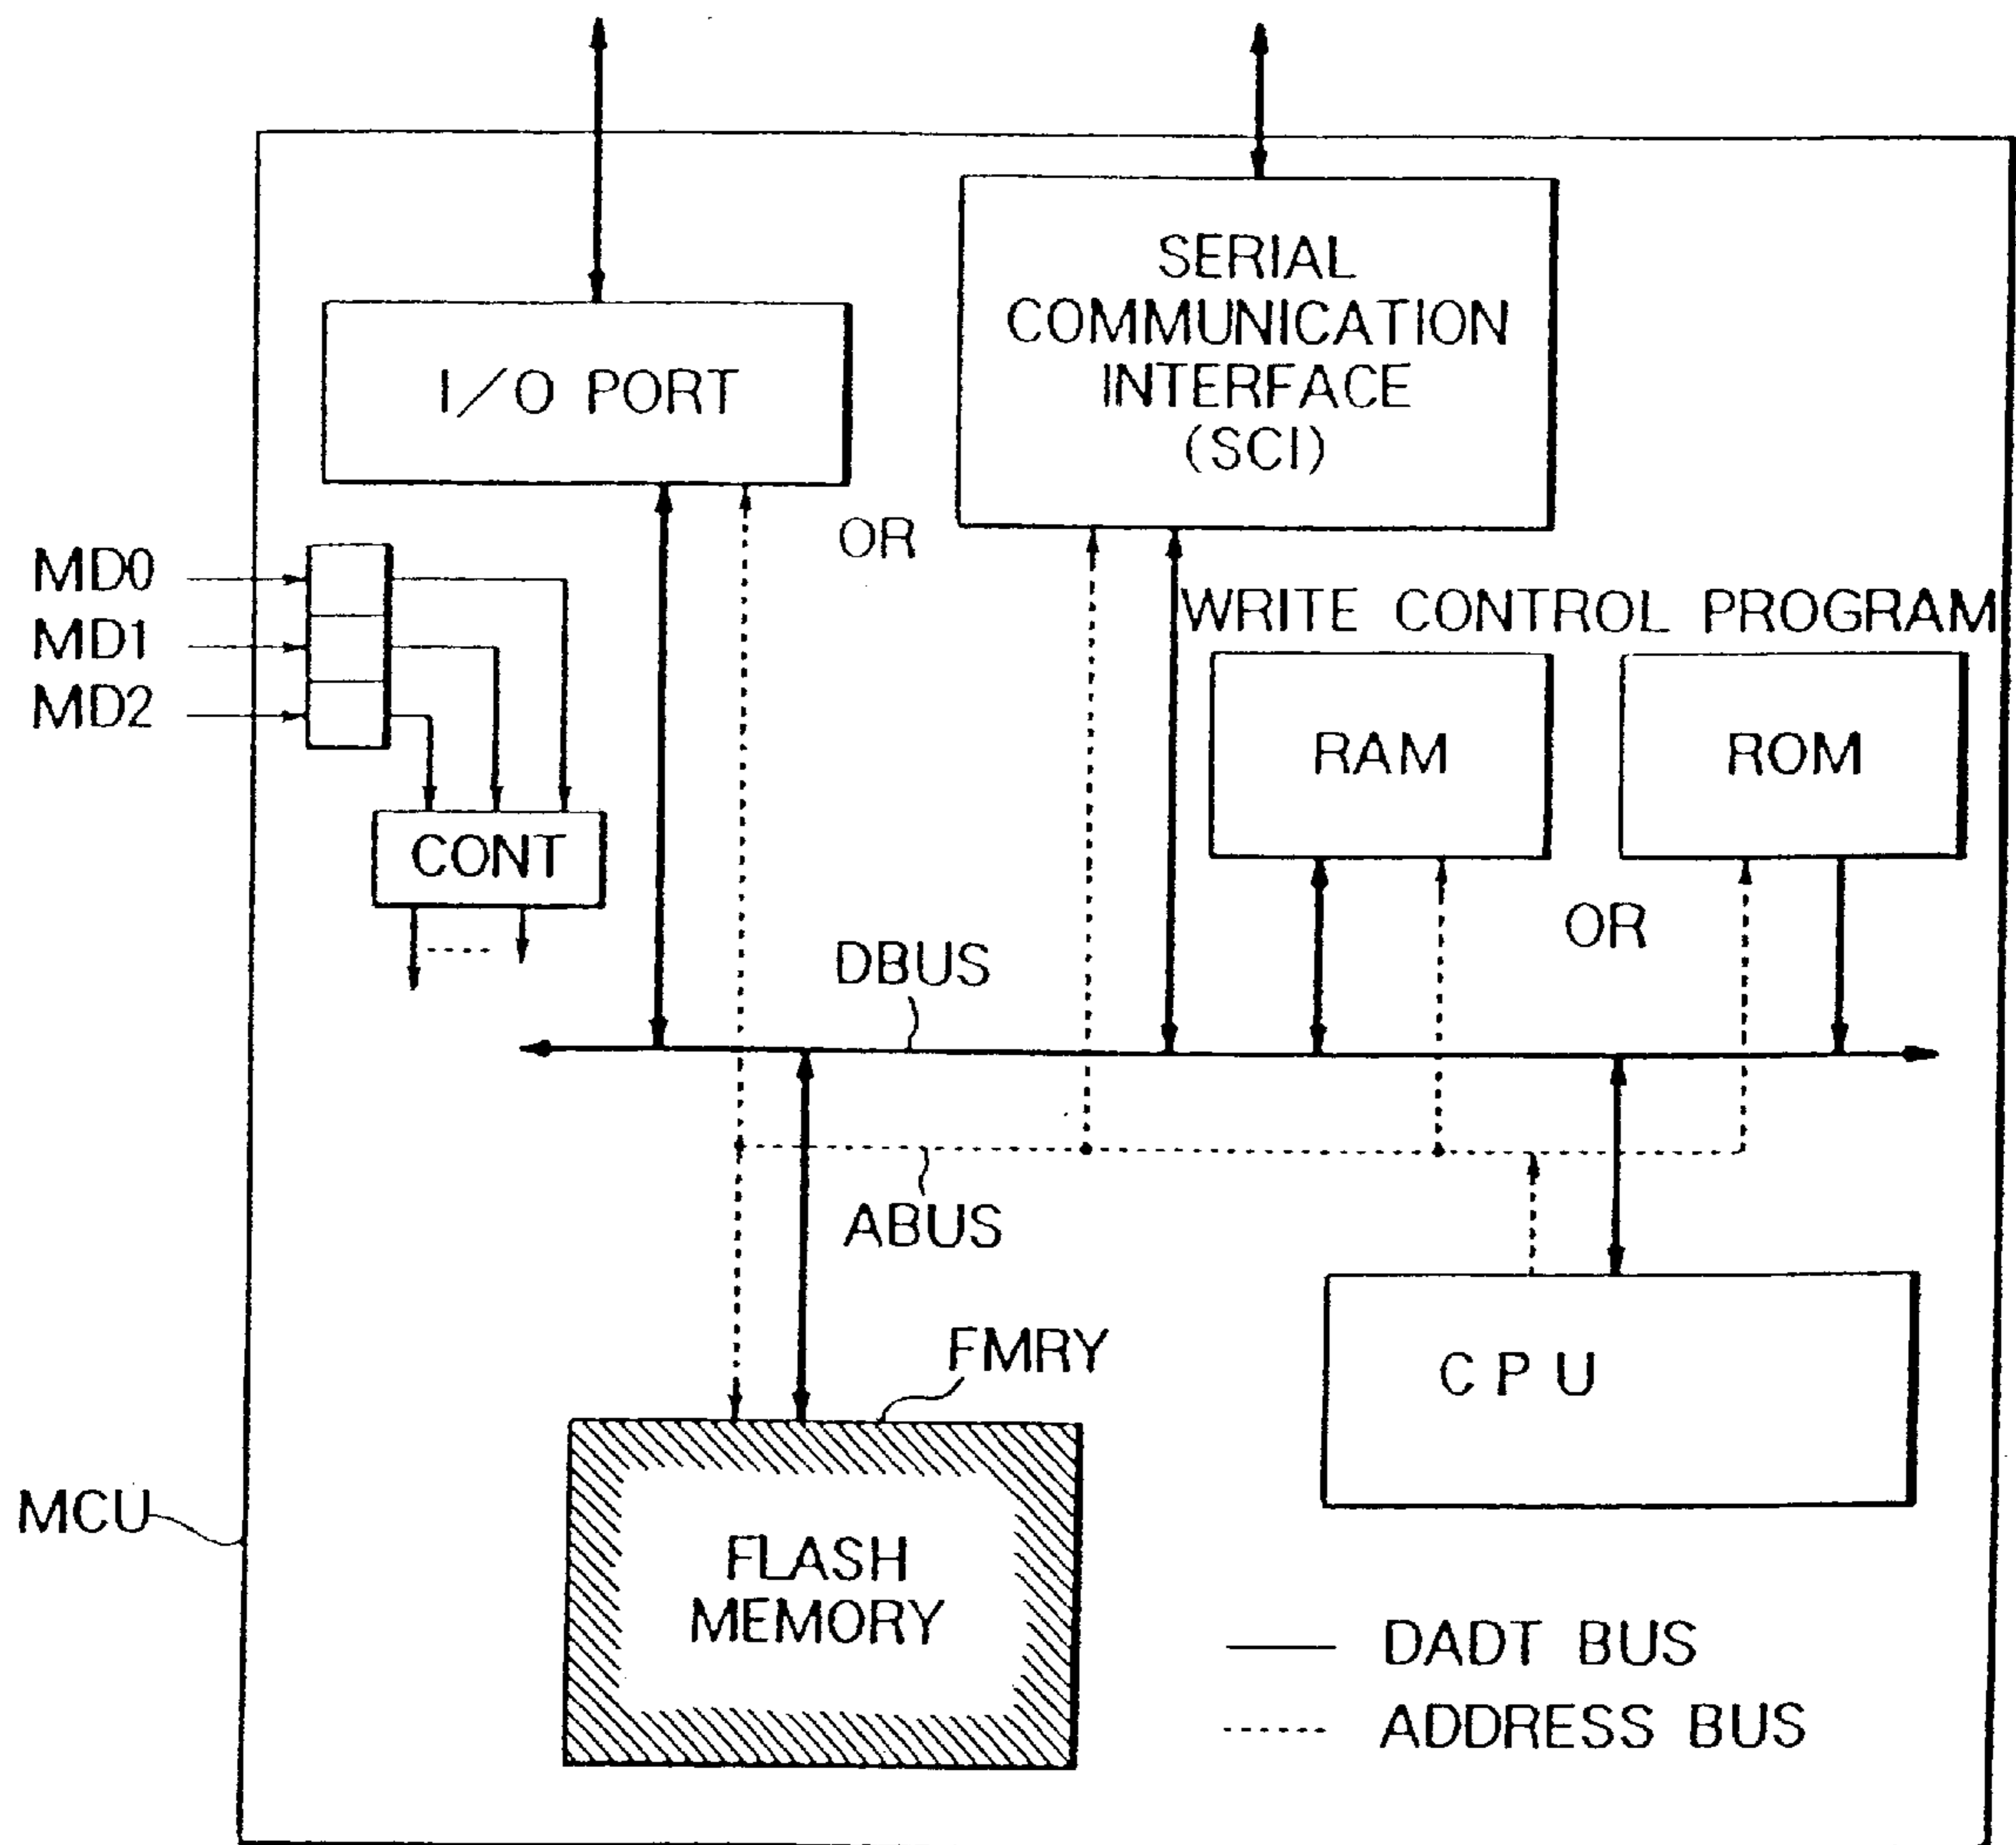 SERIAL
COMMUNICATION
INTERFACE
(SCI)
I/O PORT
OR
MD0
MD1
MD2
WRITE CONTROL PROGRAM
RAM
ROM
CONT
OR
DBUS
ABUS
FMRY
CPU
MCU
FLASH
MEMORY
DADT BUS
ADDRESS BUS